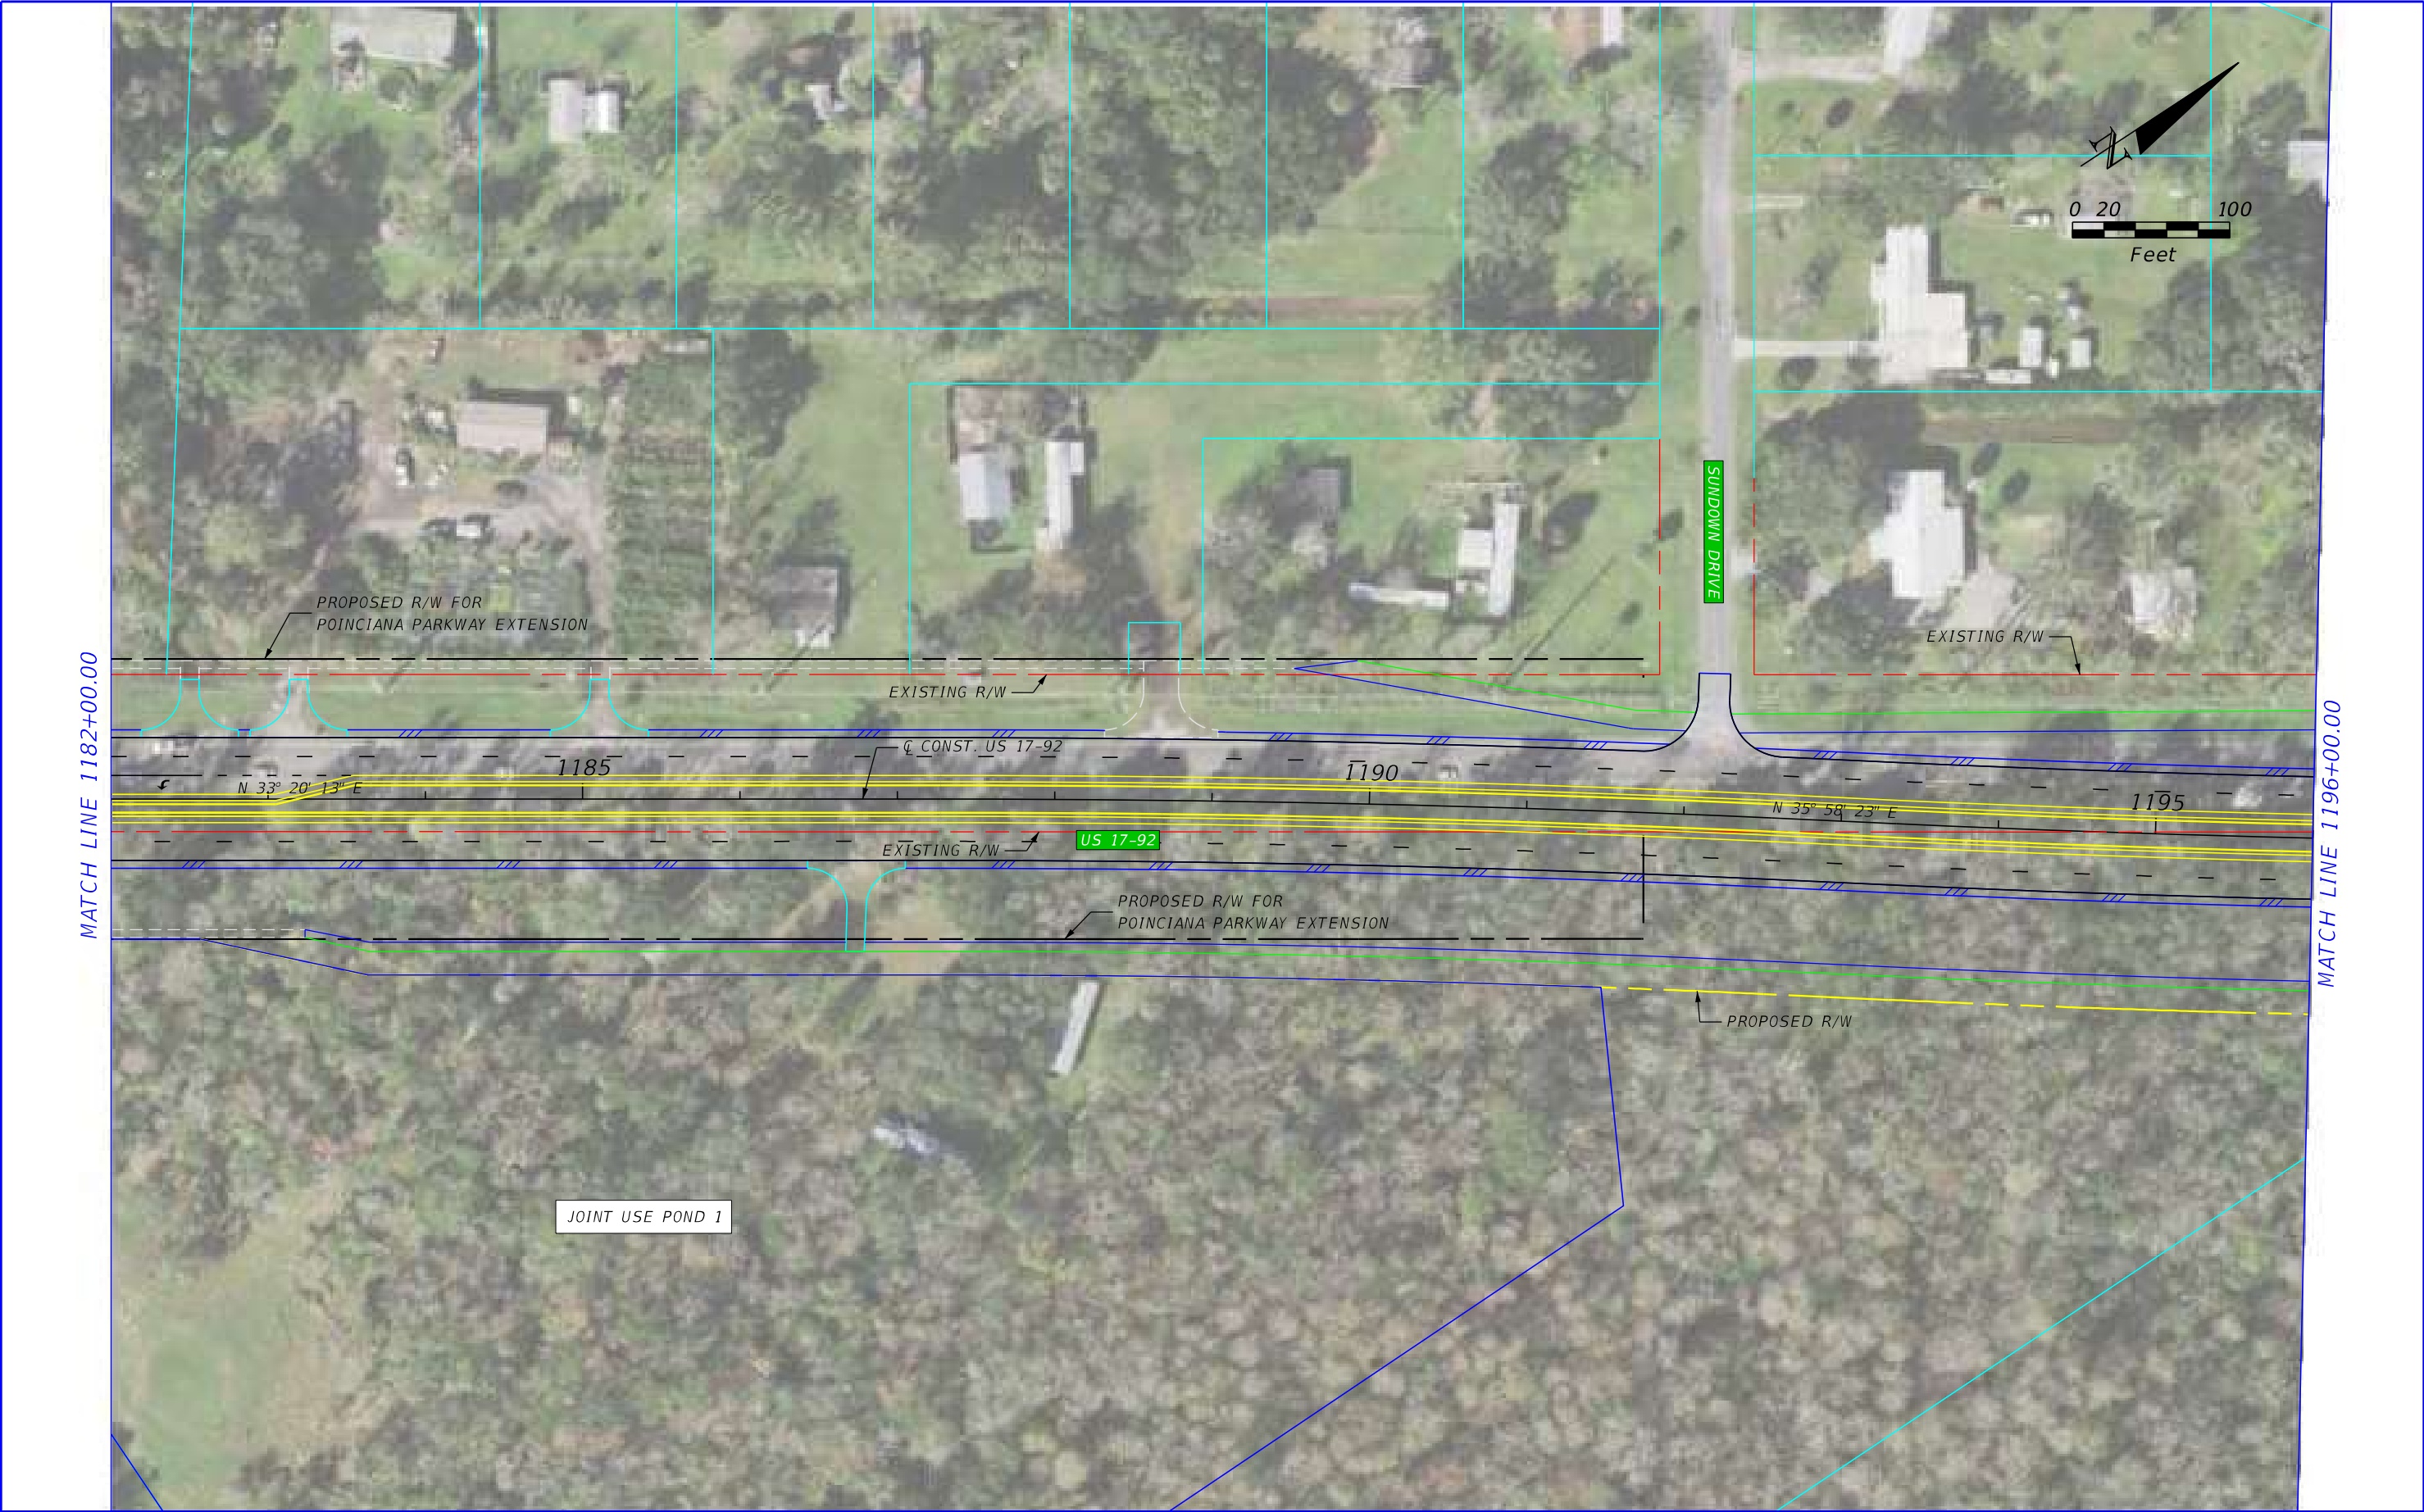 0 20 100
Feet
SUNDOWN DRIVE
PROPOSED R/W FOR
POINCIANA PARKWAY EXTENSION
EXISTING R/W
EXISTING R/W
MATCH LINE 1182+00.00
MATCH LINE 1196+00.00
℄ CONST. US 17-92
1185
1190
1195
N 33° 20' 13" E
N 35° 58' 23" E
US 17-92
EXISTING R/W
PROPOSED R/W FOR
POINCIANA PARKWAY EXTENSION
PROPOSED R/W
JOINT USE POND 1
N